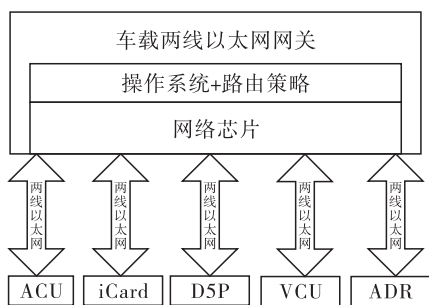 车载两线以太网网关
操作系统+路由策略
网络芯片
两线以太网
两线以太网
两线以太网
两线以太网
两线以太网
ACU
iCard
D5P
VCU
ADR